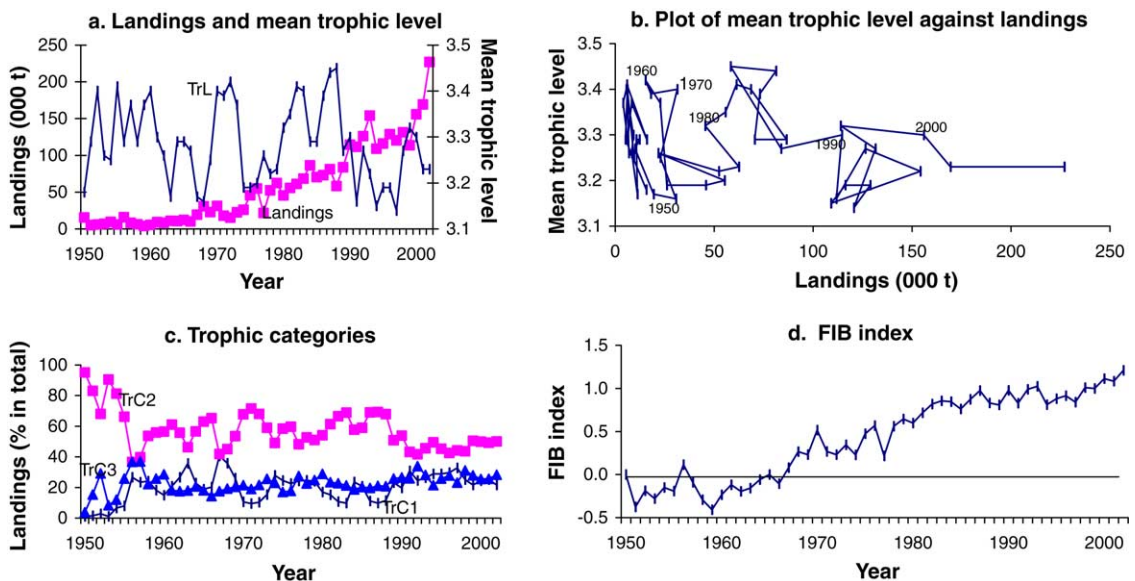 a. Landings and mean trophic level
Landings (000 t)
250
200
150
100
50
0
Mean trophic level
3.5
3.4
3.3
3.2
3.1
TrL
Landings
1950 1960 1970 1980 1990 2000
Year
b. Plot of mean trophic level against landings
Mean trophic level
3.5
3.4
3.3
3.2
3.1
1960
1970
1980
1990
2000
1950
0 50 100 150 200 250
Landings (000 t)
c. Trophic categories
Landings (% in total)
100
80
60
40
20
0
TrC2
TrC3
TrC1
1950 1960 1970 1980 1990 2000
Year
d. FIB index
FIB index
1.5
1.0
0.5
0.0
-0.5
1950 1960 1970 1980 1990 2000
Year